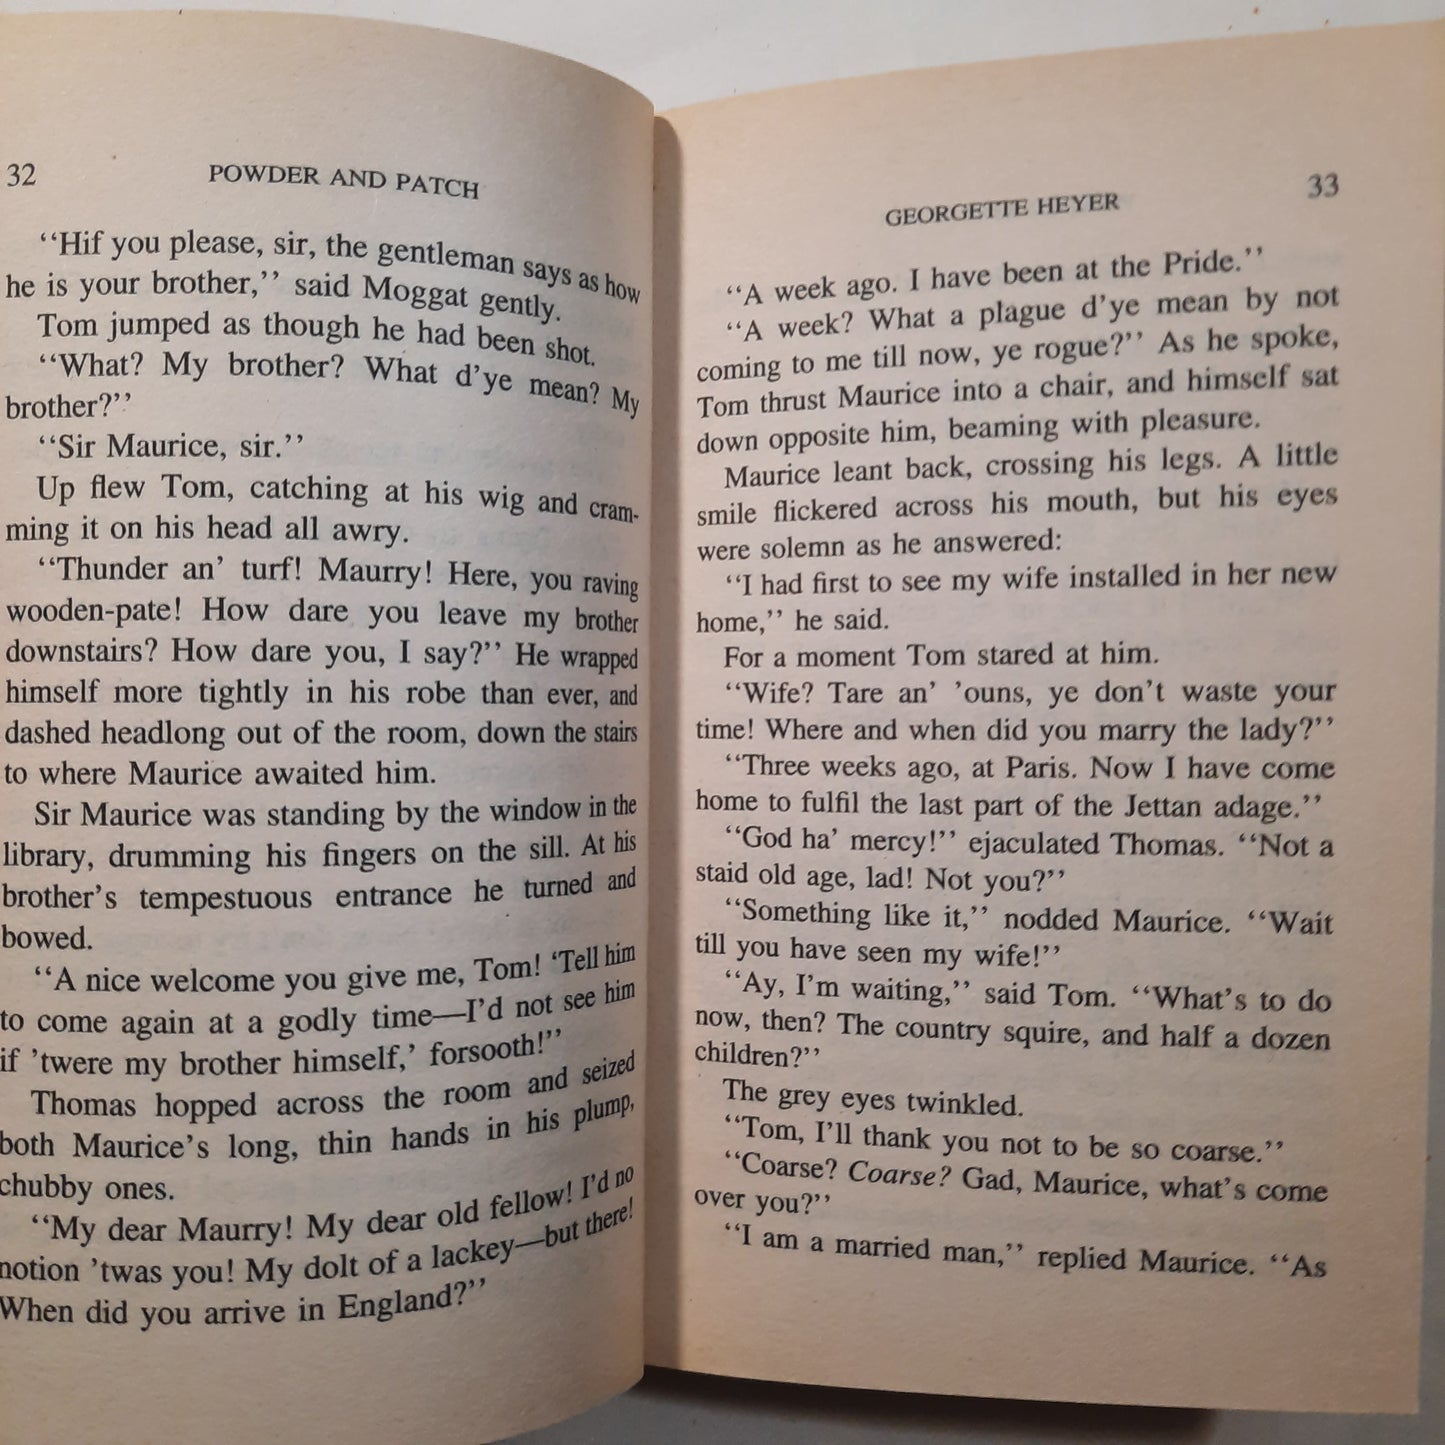 32
POWDER AND PATCH
‘‘Hif you please, sir, the gentleman says as how
he is your brother,’’ said Moggat gently.
Tom jumped as though he had been shot.
‘‘What? My brother? What d’ye mean? My
brother?’’
‘‘Sir Maurice, sir.’’
Up flew Tom, catching at his wig and cram-
ming it on his head all awry.
‘‘Thunder an’ turf! Maurry! Here, you raving
wooden-pate! How dare you leave my brother
downstairs? How dare you, I say?’’ He wrapped
himself more tightly in his robe than ever, and
dashed headlong out of the room, down the stairs
to where Maurice awaited him.
Sir Maurice was standing by the window in the
library, drumming his fingers on the sill. At his
brother’s tempestuous entrance he turned and
bowed.
‘‘A nice welcome you give me, Tom! ‘Tell him
to come again at a godly time—I’d not see him
if ’twere my brother himself,’ forsooth!’’
Thomas hopped across the room and seized
both Maurice’s long, thin hands in his plump,
chubby ones.
‘‘My dear Maurry! My dear old fellow! I’d no
notion ’twas you! My dolt of a lackey—but there!
When did you arrive in England?’’
GEORGETTE HEYER
33
‘‘A week ago. I have been at the Pride.’’
‘‘A week? What a plague d’ye mean by not
coming to me till now, ye rogue?’’ As he spoke,
Tom thrust Maurice into a chair, and himself sat
down opposite him, beaming with pleasure.
Maurice leant back, crossing his legs. A little
smile flickered across his mouth, but his eyes
were solemn as he answered:
‘‘I had first to see my wife installed in her new
home,’’ he said.
For a moment Tom stared at him.
‘‘Wife? Tare an’ ’ouns, ye don’t waste your
time! Where and when did you marry the lady?’’
‘‘Three weeks ago, at Paris. Now I have come
home to fulfil the last part of the Jettan adage.’’
‘‘God ha’ mercy!’’ ejaculated Thomas. ‘‘Not a
staid old age, lad! Not you?’’
‘‘Something like it,’’ nodded Maurice. ‘‘Wait
till you have seen my wife!’’
‘‘Ay, I’m waiting,’’ said Tom. ‘‘What’s to do
now, then? The country squire, and half a dozen
children?’’
The grey eyes twinkled.
‘‘Tom, I’ll thank you not to be so coarse.’’
‘‘Coarse? Coarse? Gad, Maurice, what’s come
over you?’’
‘‘I am a married man,’’ replied Maurice. ‘‘As